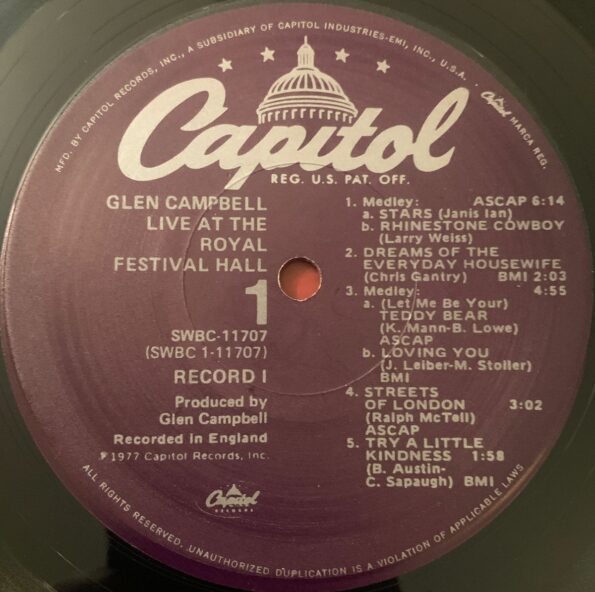 MFD. BY CAPITOL RECORDS, INC., A SUBSIDIARY OF CAPITOL INDUSTRIES-EMI, INC., U.S.A.
Capitol MARCA REG.
Capitol
REG. U.S. PAT. OFF.
GLEN CAMPBELL
LIVE AT THE
ROYAL
FESTIVAL HALL
1
SWBC-11707
(SWBC 1-11707)
RECORD I
Produced by
Glen Campbell
Recorded in England
℗1977 Capitol Records, Inc.
1. Medley: ASCAP 6:14
a. STARS (Janis Ian)
b. RHINESTONE COWBOY
(Larry Weiss)
2. DREAMS OF THE
EVERYDAY HOUSEWIFE
(Chris Gantry) BMI 2:03
3. Medley: 4:55
a. (Let Me Be Your)
TEDDY BEAR
(K. Mann-B. Lowe)
ASCAP
b. LOVING YOU
(J. Leiber-M. Stoller)
BMI
4. STREETS
OF LONDON 3:02
(Ralph McTell)
ASCAP
5. TRY A LITTLE
KINDNESS 1:58
(B. Austin-
C. Sapaugh) BMI
Capitol
RECORDS
ALL RIGHTS RESERVED. UNAUTHORIZED DUPLICATION IS A VIOLATION OF APPLICABLE LAWS